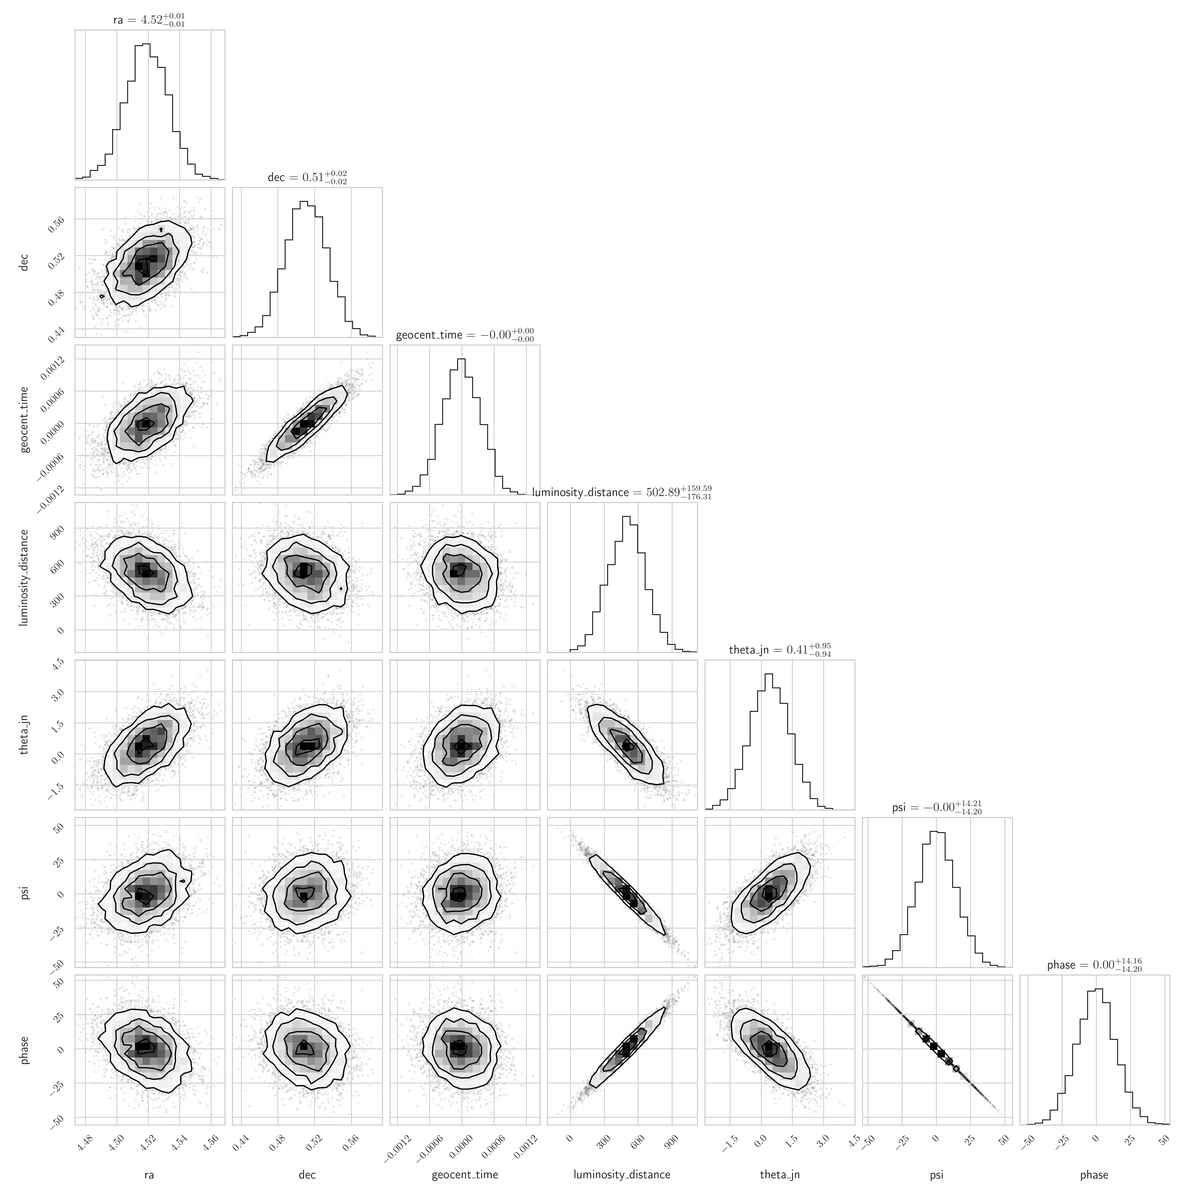 ra = 4.52+0.01−0.01
dec = 0.51+0.02−0.02
0.56
0.52
0.48
0.44
dec
geocent_time = −0.00+0.00−0.00
0.0012
0.0006
0.0000
−0.0006
−0.0012
geocent_time
luminosity_distance = 502.89+159.59−176.31
900
600
300
0
luminosity_distance
theta_jn = 0.41+0.95−0.94
4.5
3.0
1.5
0.0
−1.5
theta_jn
psi = −0.00+14.21−14.20
50
25
0
−25
−50
psi
phase = 0.00+14.16−14.20
50
25
0
−25
−50
phase
4.48 4.50 4.52 4.54 4.56 0.44 0.48 0.52 0.56 −0.0012 −0.0006 0.0000 0.0006 0.0012 0 300 600 900 −1.5 0.0 1.5 3.0 4.5 −50 −25 0 25 50 −50 −25 0 25 50
ra dec geocent_time luminosity_distance theta_jn psi phase